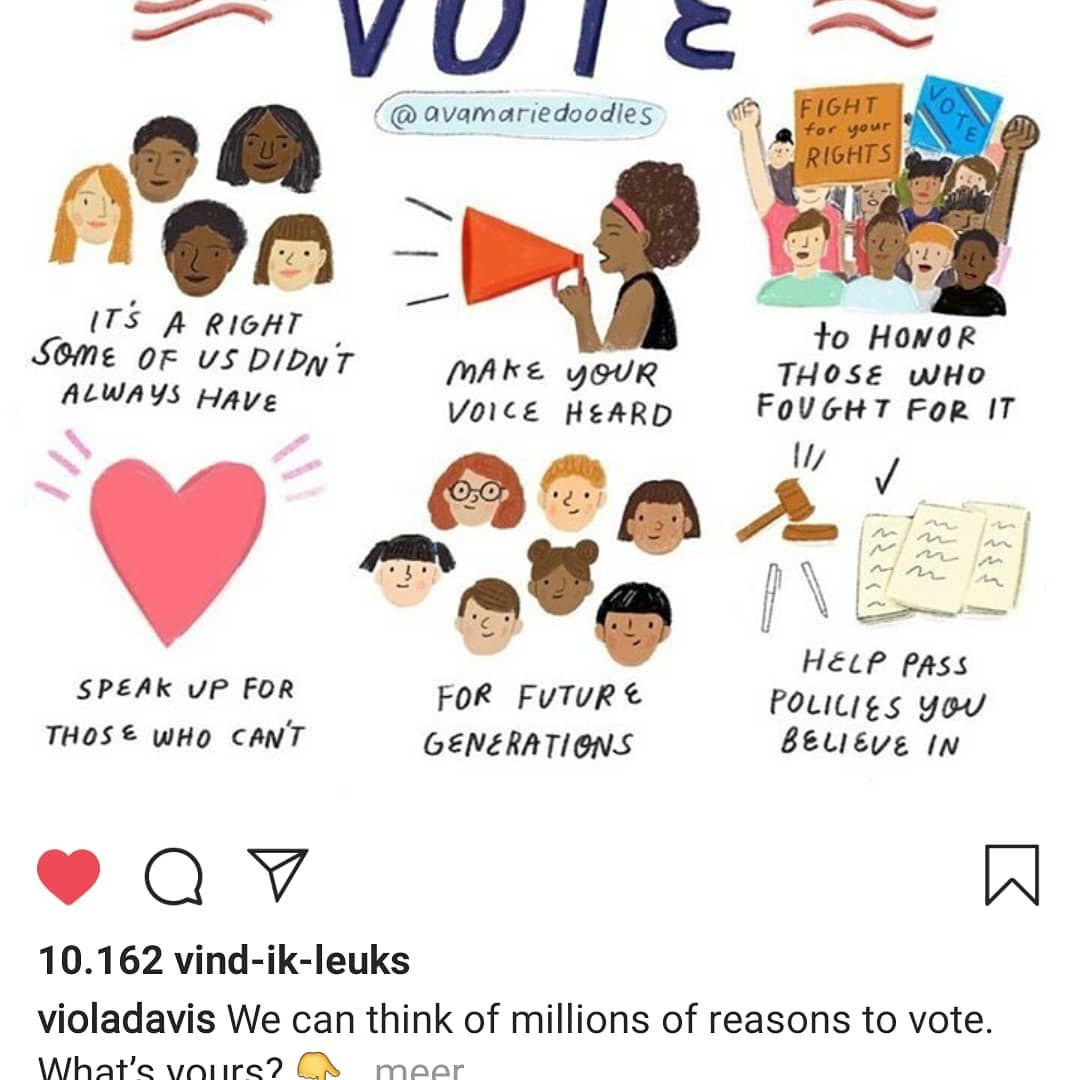 VOTE
@avamariedoodles
FIGHT
for your
RIGHTS
VOTE
IT'S A RIGHT
SOME OF US DIDN'T
ALWAYS HAVE
MAKE YOUR
VOICE HEARD
to HONOR
THOSE WHO
FOUGHT FOR IT
SPEAK UP FOR
THOSE WHO CAN'T
FOR FUTURE
GENERATIONS
HELP PASS
POLICIES YOU
BELIEVE IN
10.162 vind-ik-leuks
violadavis We can think of millions of reasons to vote.
What's yours? 👇 meer